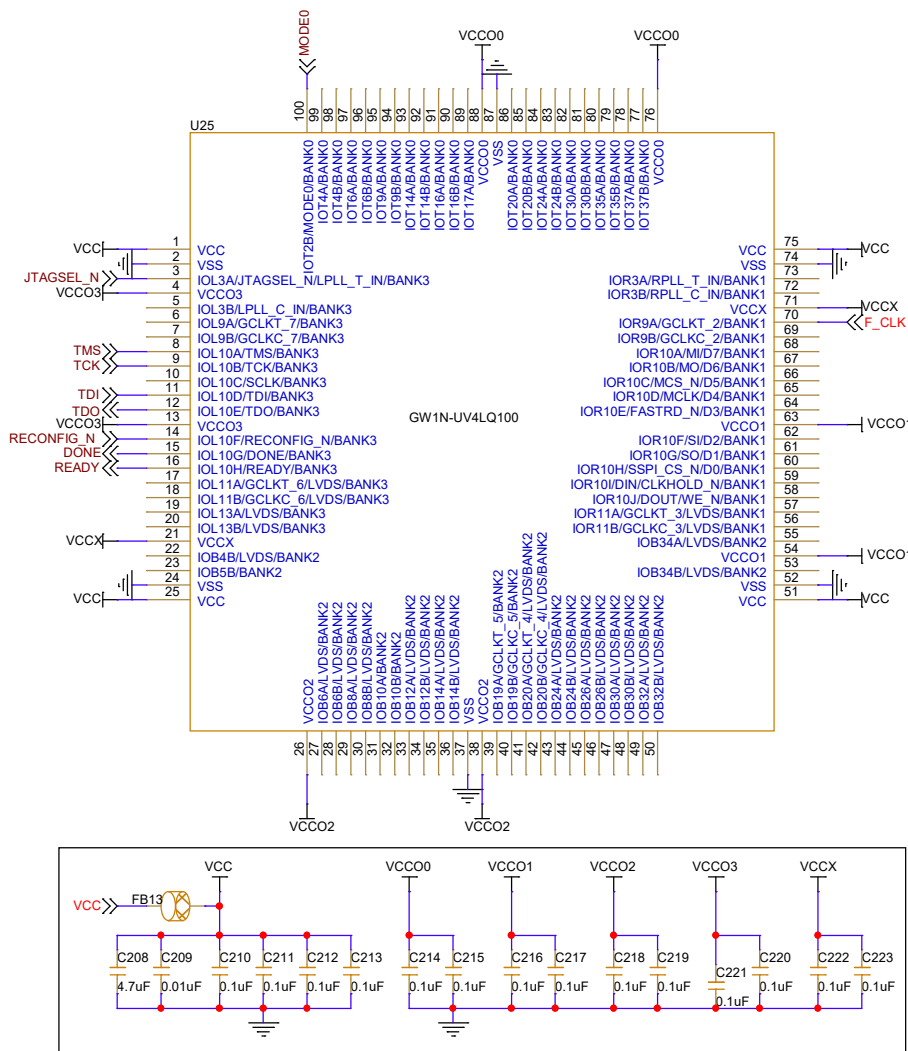 MODE0
VCCO0
VCCO0
100
99
98
97
96
95
94
93
92
91
90
89
88
87
86
85
84
83
82
81
80
79
78
77
76
U25
IOT2B/MODE0/BANK0
IOT4A/BANK0
IOT4B/BANK0
IOT6A/BANK0
IOT6B/BANK0
IOT9A/BANK0
IOT9B/BANK0
IOT14A/BANK0
IOT14B/BANK0
IOT16A/BANK0
IOT16B/BANK0
IOT17A/BANK0
VCCO0
VSS
IOT20A/BANK0
IOT20B/BANK0
IOT24A/BANK0
IOT24B/BANK0
IOT30A/BANK0
IOT30B/BANK0
IOT35A/BANK0
IOT35B/BANK0
IOT37A/BANK0
IOT37B/BANK0
VCCO0
VCC 1 VCC
2 VSS
JTAGSEL_N 3 IOL3A/JTAGSEL_N/LPLL_T_IN/BANK3
VCCO3 4 VCCO3
5 IOL3B/LPLL_C_IN/BANK3
6 IOL9A/GCLKT_7/BANK3
7 IOL9B/GCLKC_7/BANK3
TMS 8 IOL10A/TMS/BANK3
TCK 9 IOL10B/TCK/BANK3
10 IOL10C/SCLK/BANK3
TDI 11 IOL10D/TDI/BANK3
TDO 12 IOL10E/TDO/BANK3
VCCO3 13 VCCO3
RECONFIG_N 14 IOL10F/RECONFIG_N/BANK3
DONE 15 IOL10G/DONE/BANK3
READY 16 IOL10H/READY/BANK3
17 IOL11A/GCLKT_6/LVDS/BANK3
18 IOL11B/GCLKC_6/LVDS/BANK3
19 IOL13A/LVDS/BANK3
20 IOL13B/LVDS/BANK3
VCCX 21 VCCX
22 IOB4B/LVDS/BANK2
23 IOB5B/BANK2
24 VSS
VCC 25 VCC
GW1N-UV4LQ100
VCC 75 VCC
VSS 74
IOR3A/RPLL_T_IN/BANK1 73
IOR3B/RPLL_C_IN/BANK1 72
VCCX 71 VCCX
IOR9A/GCLKT_2/BANK1 70 F_CLK
IOR9B/GCLKC_2/BANK1 69
IOR10A/MI/D7/BANK1 68
IOR10B/MO/D6/BANK1 67
IOR10C/MCS_N/D5/BANK1 66
IOR10D/MCLK/D4/BANK1 65
IOR10E/FASTRD_N/D3/BANK1 64
VCCO1 63 VCCO1
IOR10F/SI/D2/BANK1 62
IOR10G/SO/D1/BANK1 61
IOR10H/SSPI_CS_N/D0/BANK1 60
IOR10I/DIN/CLKHOLD_N/BANK1 59
IOR10J/DOUT/WE_N/BANK1 58
IOR11A/GCLKT_3/LVDS/BANK1 57
IOR11B/GCLKC_3/LVDS/BANK1 56
IOB34A/LVDS/BANK2 55
VCCO1 54 VCCO1
IOB34B/LVDS/BANK2 53
VSS 52
VCC 51 VCC
VCCO2
IOB6A/LVDS/BANK2
IOB6B/LVDS/BANK2
IOB8A/LVDS/BANK2
IOB8B/LVDS/BANK2
IOB10A/BANK2
IOB10B/BANK2
IOB12A/LVDS/BANK2
IOB12B/LVDS/BANK2
IOB14A/LVDS/BANK2
IOB14B/LVDS/BANK2
VSS
VCCO2
IOB19A/GCLKT_5/BANK2
IOB19B/GCLKC_5/BANK2
IOB20A/GCLKT_4/LVDS/BANK2
IOB20B/GCLKC_4/LVDS/BANK2
IOB24A/LVDS/BANK2
IOB24B/LVDS/BANK2
IOB26A/LVDS/BANK2
IOB26B/LVDS/BANK2
IOB30A/LVDS/BANK2
IOB30B/LVDS/BANK2
IOB32A/LVDS/BANK2
IOB32B/LVDS/BANK2
26
27
28
29
30
31
32
33
34
35
36
37
38
39
40
41
42
43
44
45
46
47
48
49
50
VCCO2
VCCO2
VCC VCCO0 VCCO1 VCCO2 VCCO3 VCCX
VCC FB13
C208 C209 C210 C211 C212 C213 C214 C215 C216 C217 C218 C219 C221 C220 C222 C223
4.7uF 0.01uF 0.1uF 0.1uF 0.1uF 0.1uF 0.1uF 0.1uF 0.1uF 0.1uF 0.1uF 0.1uF 0.1uF 0.1uF 0.1uF 0.1uF